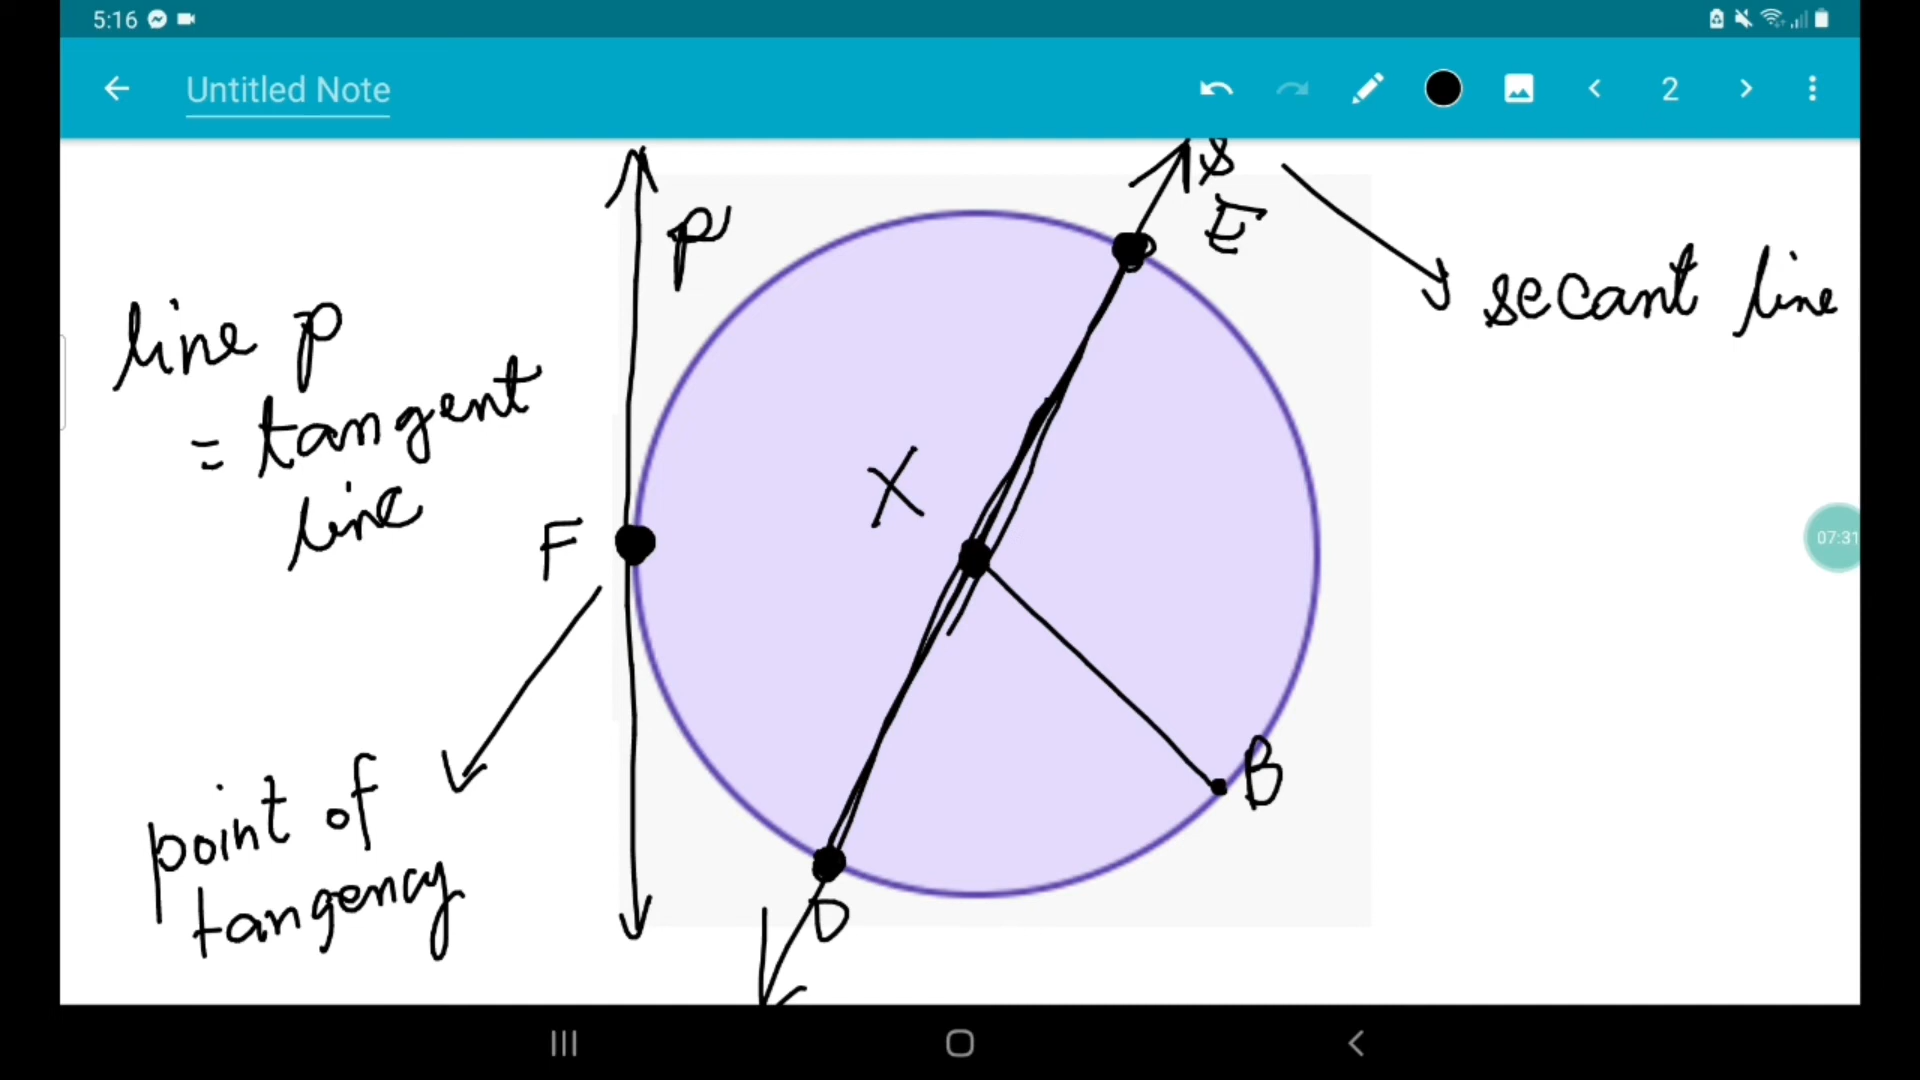 5:16
Untitled Note
2
s
E
p
secant line
line p
= tangent
line
X
F
07:31
B
point of
tangency
D